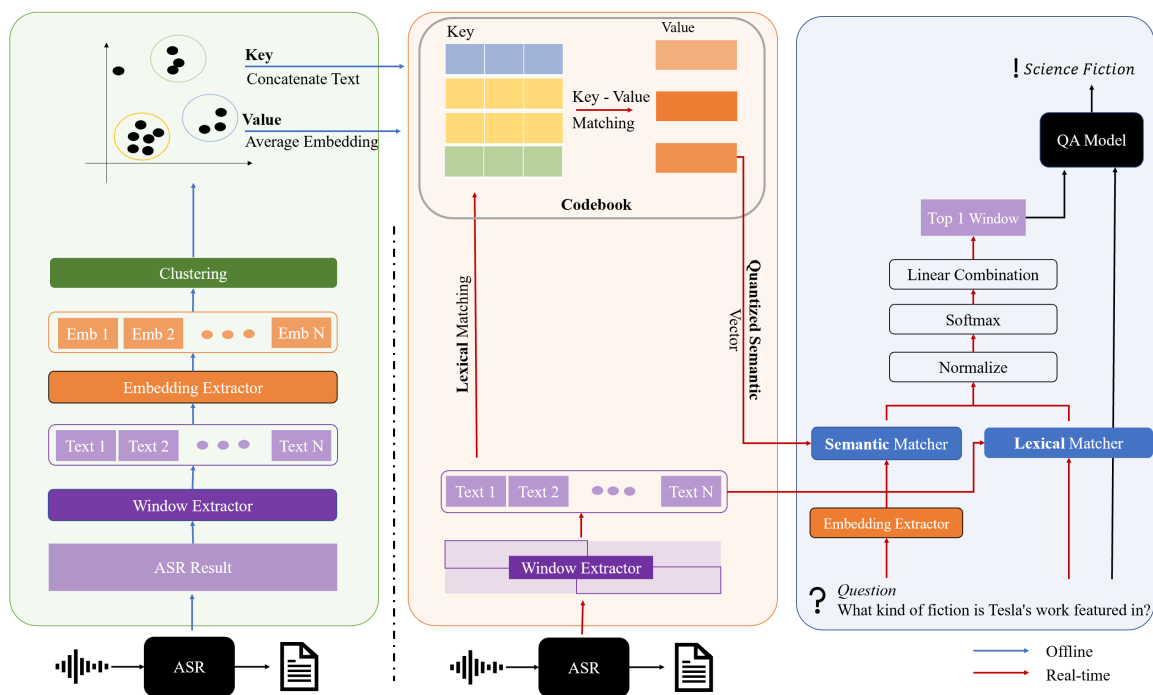 Key
Concatenate Text
Value
Average Embedding
Clustering
Emb 1 Emb 2 Emb N
Embedding Extractor
Text 1 Text 2 Text N
Window Extractor
ASR Result
ASR
Key
Value
Key - Value
Matching
Codebook
Lexical Matching
Quantized Semantic
Vector
Text 1 Text 2 Text N
Window Extractor
ASR
! Science Fiction
QA Model
Top 1 Window
Linear Combination
Softmax
Normalize
Semantic Matcher
Lexical Matcher
Embedding Extractor
? Question
What kind of fiction is Tesla's work featured in?
Offline
Real-time